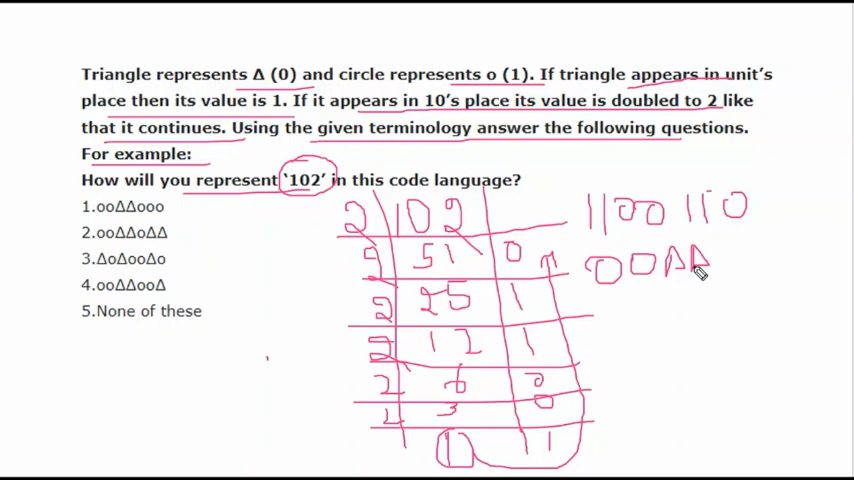 Triangle represents Δ (0) and circle represents o (1). If triangle appears in unit's
place then its value is 1. If it appears in 10's place its value is doubled to 2 like
that it continues. Using the given terminology answer the following questions.
For example:
How will you represent '102' in this code language?
1.ooΔΔooo
2.ooΔΔoΔΔ
3.ΔoΔooΔo
4.ooΔΔooΔ
5.None of these
2 102
2 51 0
2 25 1
2 12 1
2 6 0
2 3 0
1 1
1100 110
OOΔΔ